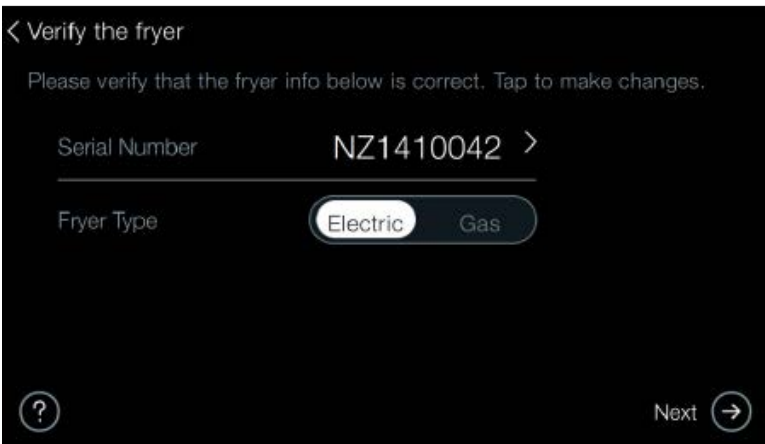 Verify the fryer
Please verify that the fryer info below is correct. Tap to make changes.
Serial Number NZ1410042
Fryer Type Electric Gas
?
Next